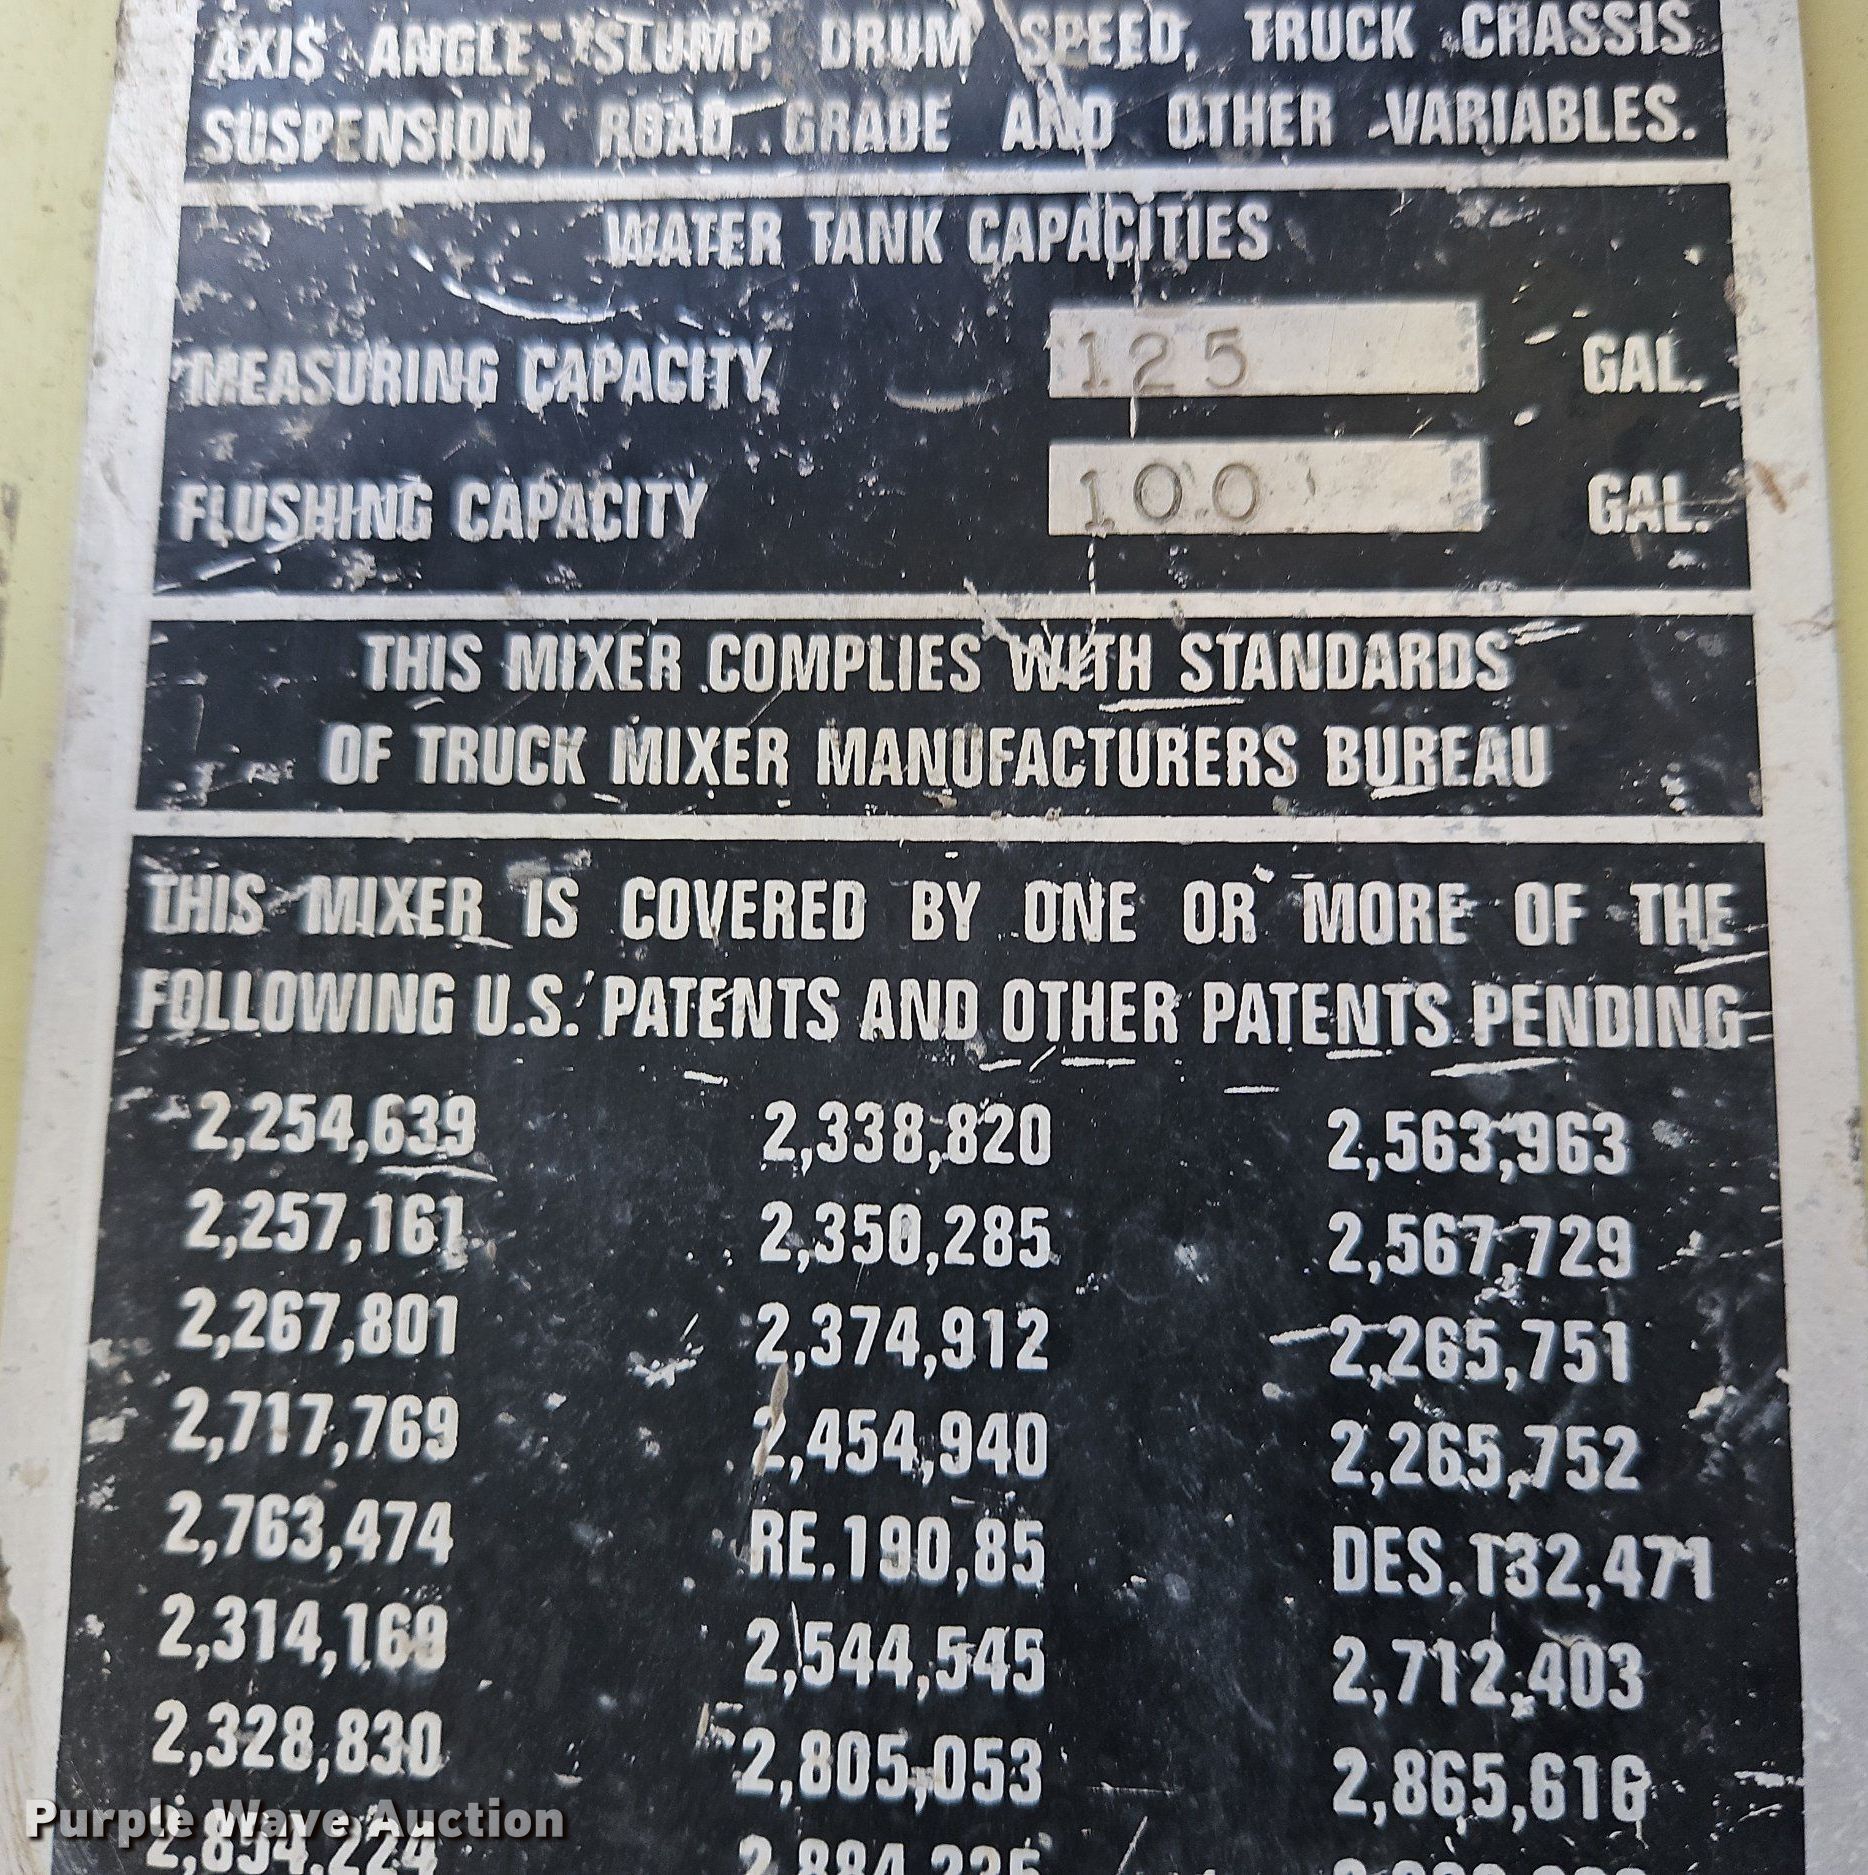 AXIS ANGLE, SLUMP, DRUM SPEED, TRUCK CHASSIS
SUSPENSION, ROAD GRADE AND OTHER VARIABLES.
WATER TANK CAPACITIES
MEASURING CAPACITY 125 GAL.
FLUSHING CAPACITY 100 GAL.
THIS MIXER COMPLIES WITH STANDARDS
OF TRUCK MIXER MANUFACTURERS BUREAU
THIS MIXER IS COVERED BY ONE OR MORE OF THE
FOLLOWING U.S. PATENTS AND OTHER PATENTS PENDING
2,254,639 2,338,820 2,563,963
2,257,161 2,350,285 2,567,729
2,267,801 2,374,912 2,265,751
2,717,769 2,454,940 2,265,752
2,763,474 RE.190,85 DES.132,471
2,314,169 2,544,545 2,712,403
2,328,830 2,805,053 2,865,616
Purple Wave Auction